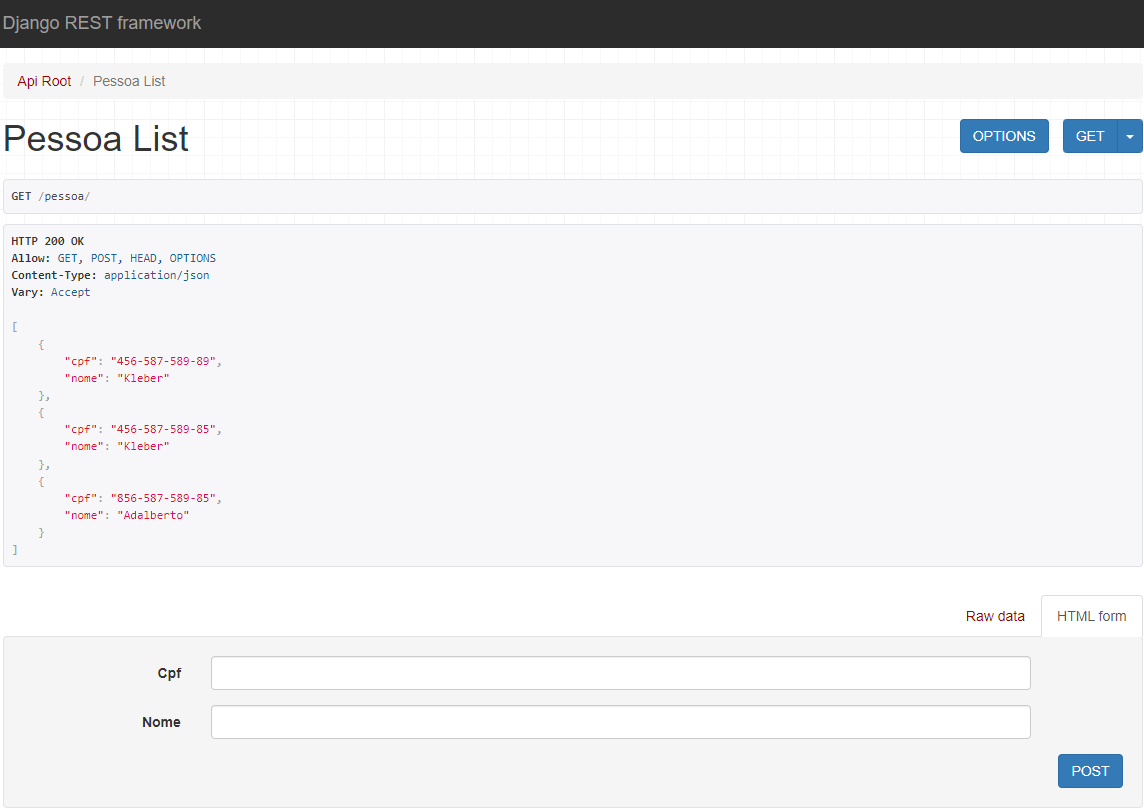 Django REST framework
Api Root / Pessoa List
Pessoa List
OPTIONS GET
GET /pessoa/
HTTP 200 OK
Allow: GET, POST, HEAD, OPTIONS
Content-Type: application/json
Vary: Accept
[
    {
        "cpf": "456-587-589-89",
        "nome": "Kleber"
    },
    {
        "cpf": "456-587-589-85",
        "nome": "Kleber"
    },
    {
        "cpf": "856-587-589-85",
        "nome": "Adalberto"
    }
]
Raw data HTML form
Cpf
Nome
POST